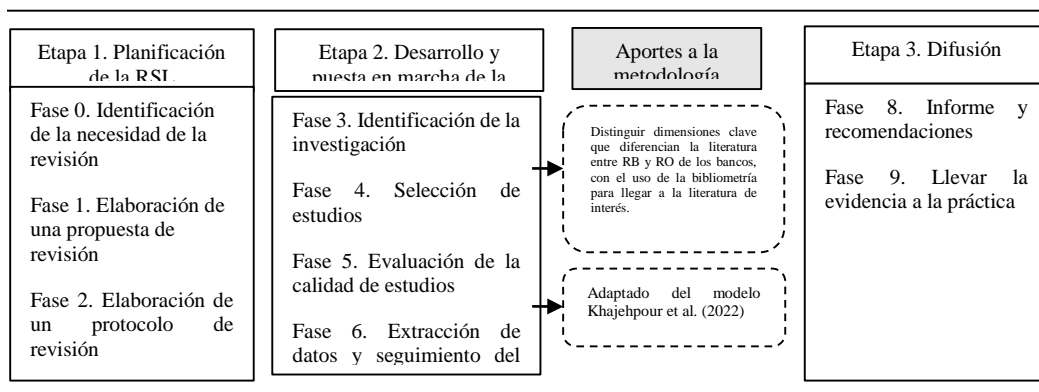 Etapa 1. Planificación
de la RSL
Fase 0. Identificación
de la necesidad de la
revisión
Fase 1. Elaboración de
una propuesta de
revisión
Fase 2. Elaboración de
un protocolo de
revisión
Etapa 2. Desarrollo y
puesta en marcha de la
Fase 3. Identificación de la
investigación
Fase 4. Selección de
estudios
Fase 5. Evaluación de la
calidad de estudios
Fase 6. Extracción de
datos y seguimiento del
Aportes a la
metodología
Distinguir dimensiones clave
que diferencian la literatura
entre RB y RO de los bancos,
con el uso de la bibliometría
para llegar a la literatura de
interés.
Adaptado del modelo
Khajehpour et al. (2022)
Etapa 3. Difusión
Fase 8. Informe y
recomendaciones
Fase 9. Llevar la
evidencia a la práctica